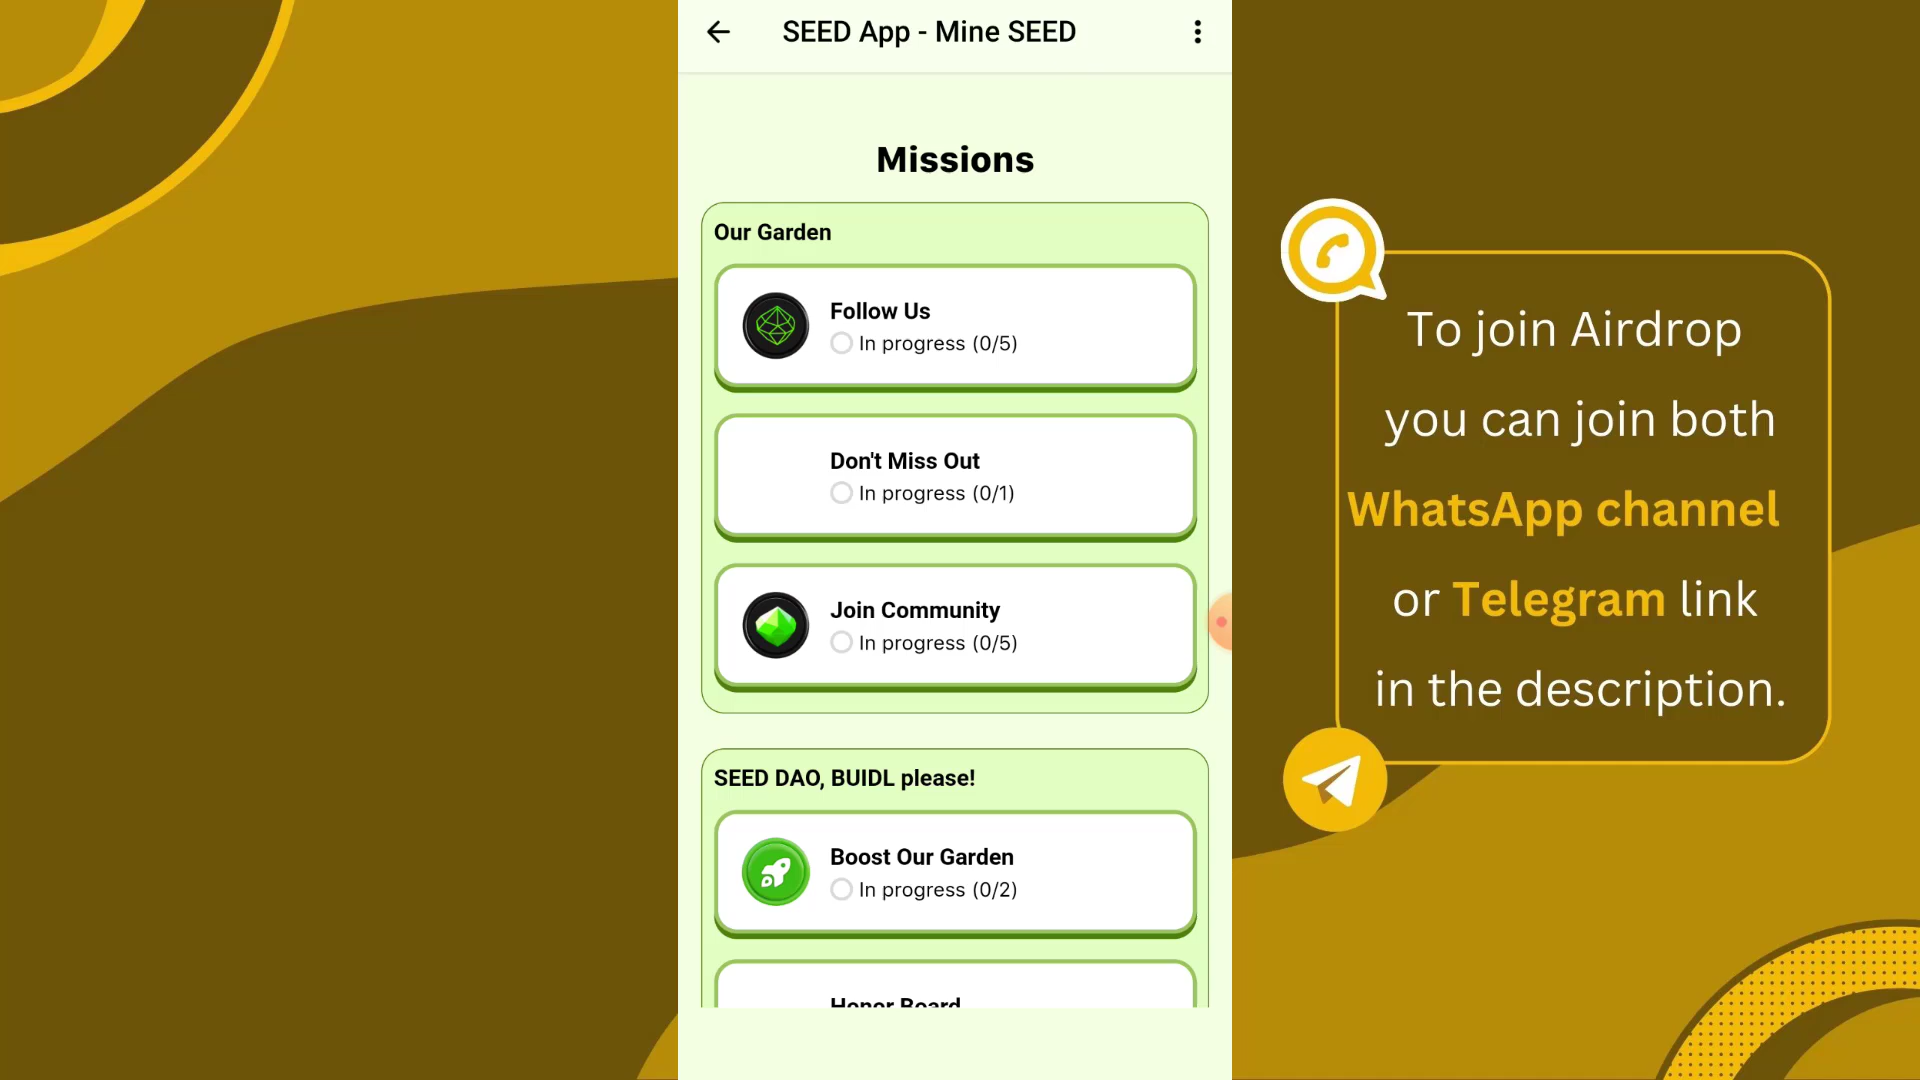 SEED App - Mine SEED
Missions
Our Garden
Follow Us
In progress (0/5)
Don't Miss Out
In progress (0/1)
Join Community
In progress (0/5)
SEED DAO, BUIDL please!
Boost Our Garden
In progress (0/2)
Honor Board
To join Airdrop
you can join both
WhatsApp channel
or Telegram link
in the description.